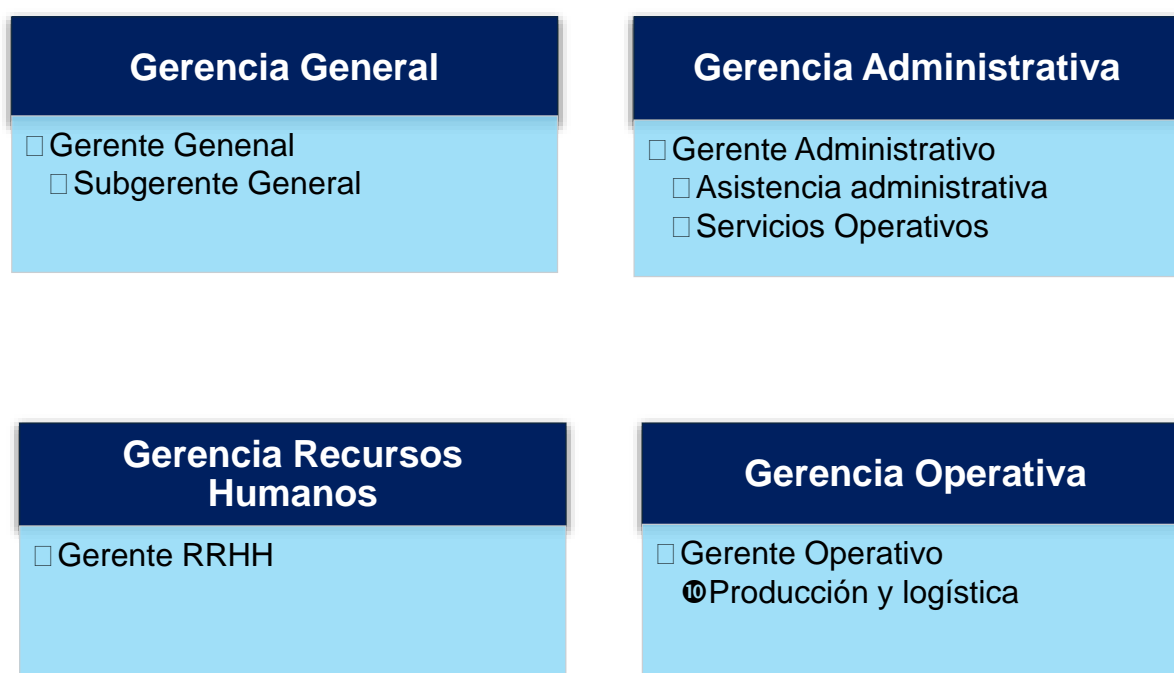 Gerencia General
□ Gerente Genenal
□ Subgerente General
Gerencia Administrativa
□ Gerente Administrativo
□ Asistencia administrativa
□ Servicios Operativos
Gerencia Recursos
Humanos
□ Gerente RRHH
Gerencia Operativa
□ Gerente Operativo
❿Producción y logística